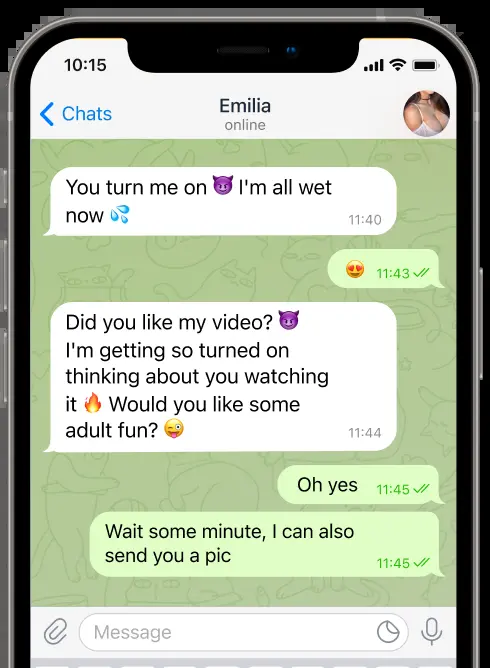 10:15
Chats
Emilia
online
You turn me on 😈 I'm all wet
now 💦
11:40
😍 11:43
Did you like my video? 😈
I'm getting so turned on
thinking about you watching
it 🔥 Would you like some
adult fun? 😜
11:44
Oh yes 11:45
Wait some minute, I can also
send you a pic
11:45
Message